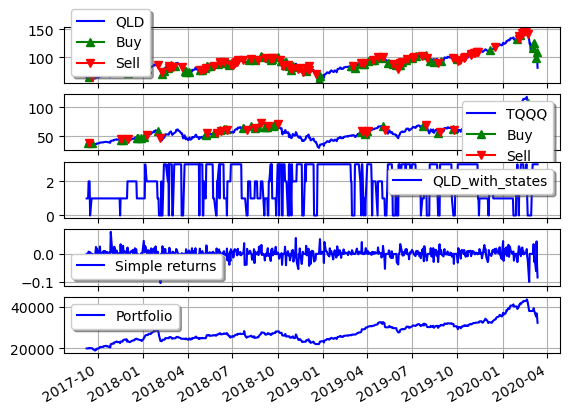 150
100
QLD
Buy
Sell
100
50
TQQQ
Buy
Sell
2
0
QLD_with_states
0.0
−0.1
Simple returns
40000
20000
Portfolio
2017-10
2018-01
2018-04
2018-07
2018-10
2019-01
2019-04
2019-07
2019-10
2020-01
2020-04